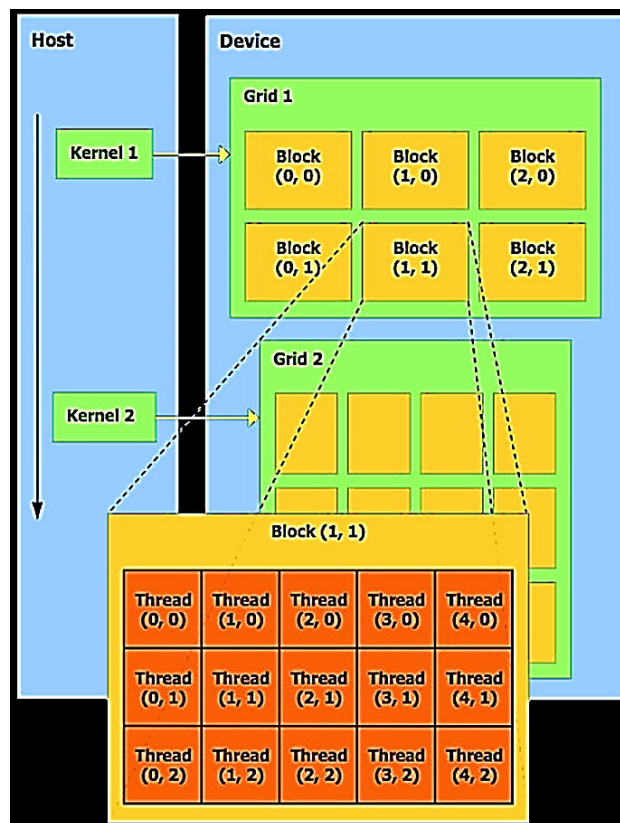 Host
Device
Grid 1
Kernel 1
Block Block Block
(0, 0) (1, 0) (2, 0)
Block Block Block
(0, 1) (1, 1) (2, 1)
Grid 2
Kernel 2
Block (1, 1)
Thread Thread Thread Thread Thread
(0, 0) (1, 0) (2, 0) (3, 0) (4, 0)
Thread Thread Thread Thread Thread
(0, 1) (1, 1) (2, 1) (3, 1) (4, 1)
Thread Thread Thread Thread Thread
(0, 2) (1, 2) (2, 2) (3, 2) (4, 2)